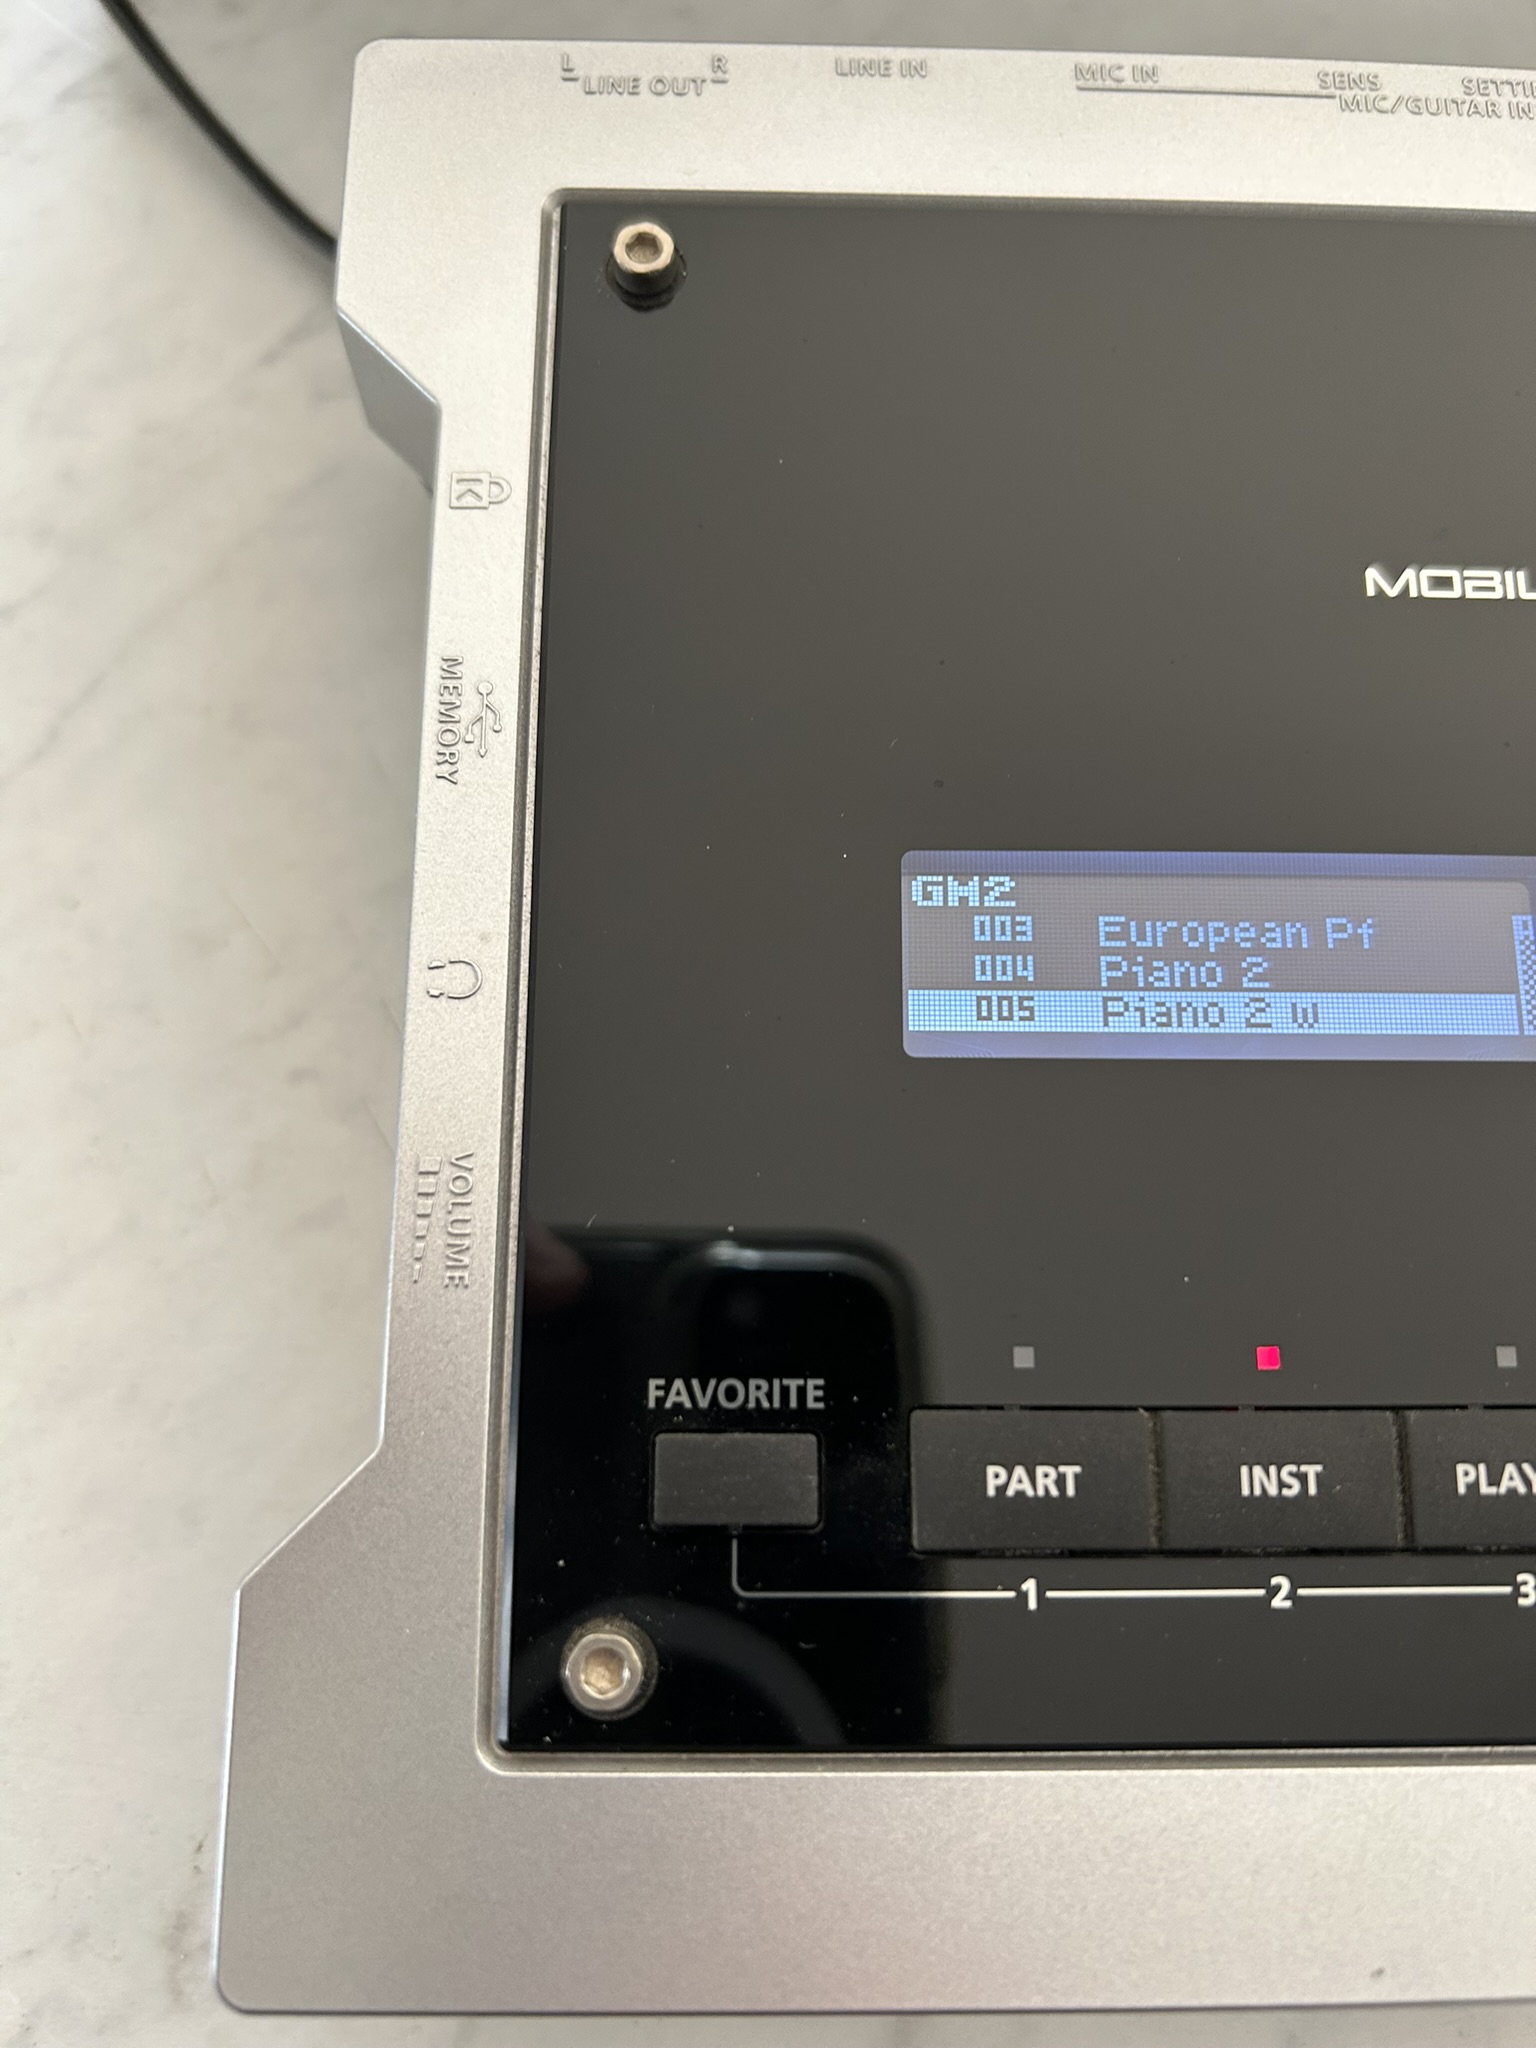 L R
LINE OUT
LINE IN
MIC IN
SENS
MIC/GUITAR IN
MEMORY
VOLUME
GM2
003 European Pf
004 Piano 2
005 Piano 2 w
FAVORITE
PART
INST
1
2
3